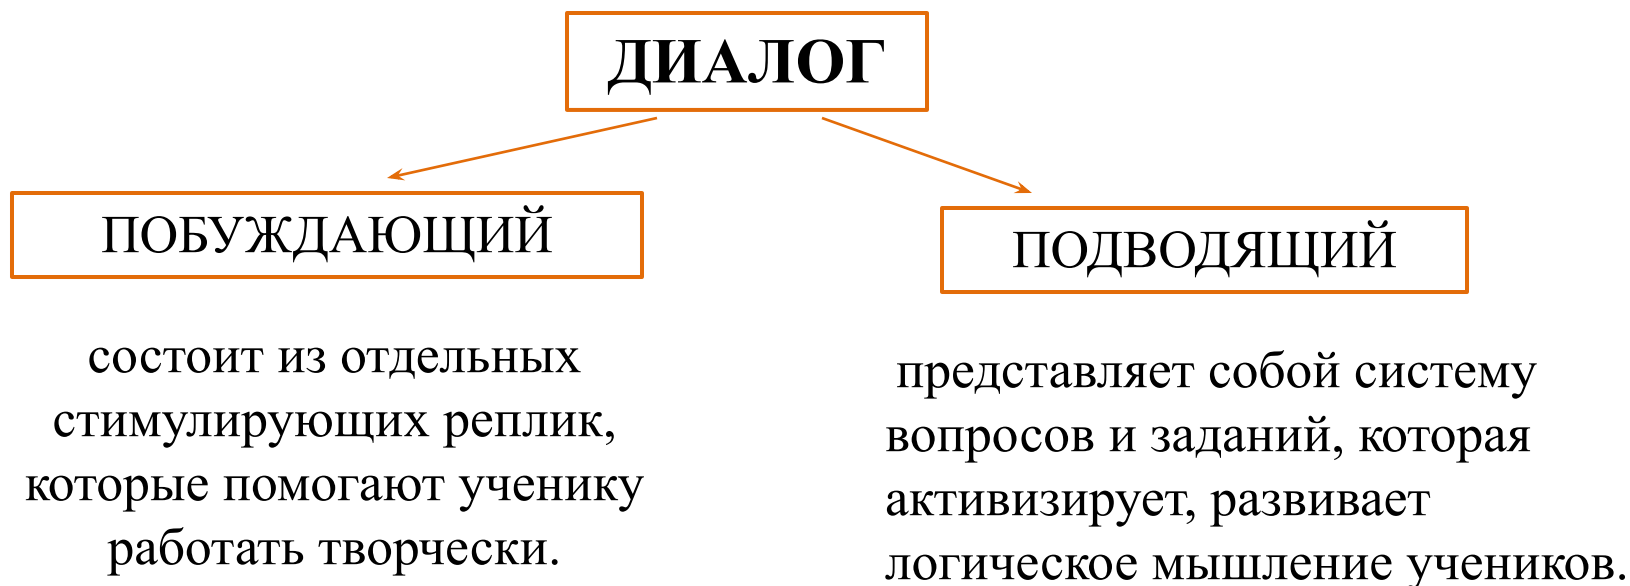 ДИАЛОГ
ПОБУЖДАЮЩИЙ
состоит из отдельных
стимулирующих реплик,
которые помогают ученику
работать творчески.
ПОДВОДЯЩИЙ
представляет собой систему
вопросов и заданий, которая
активизирует, развивает
логическое мышление учеников.